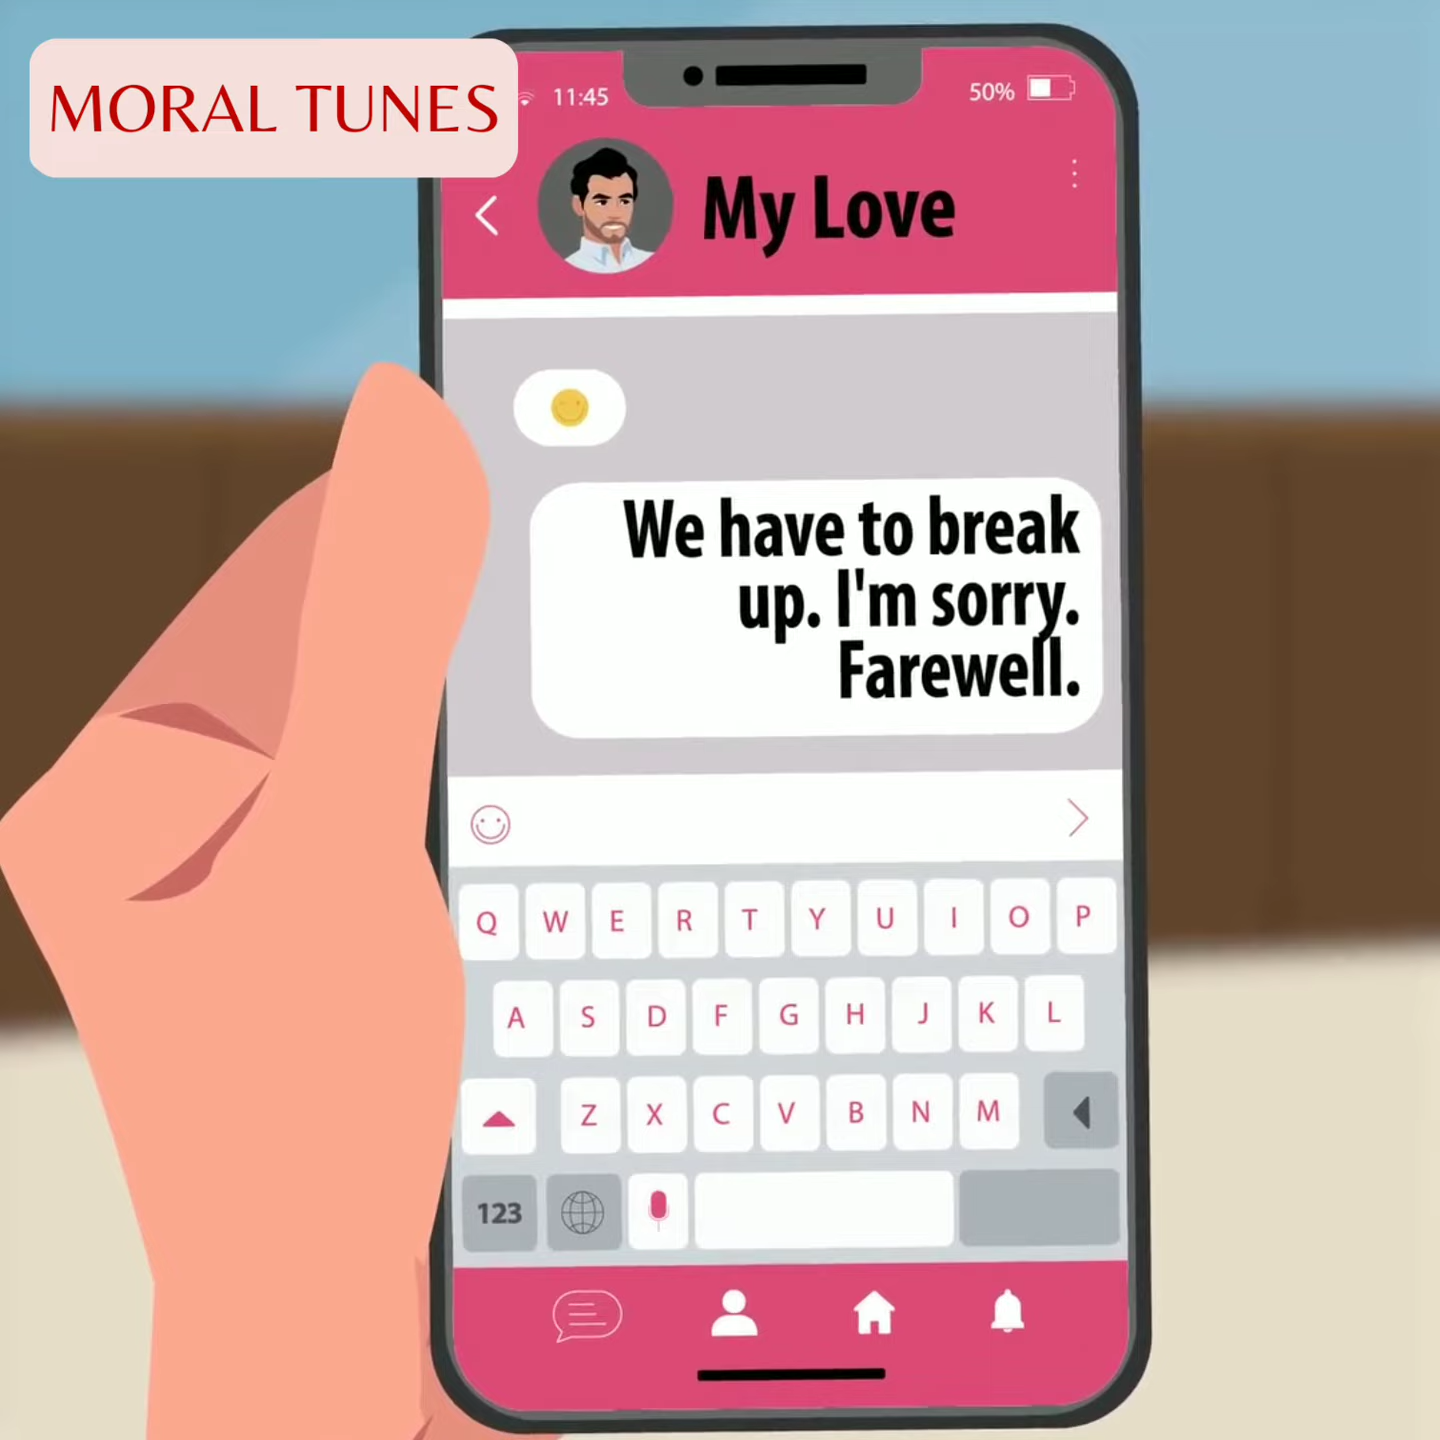 MORAL TUNES
11:45
50%
My Love
We have to break
up. I'm sorry.
Farewell.
Q W E R T Y U I O P
A S D F G H J K L
Z X C V B N M
123